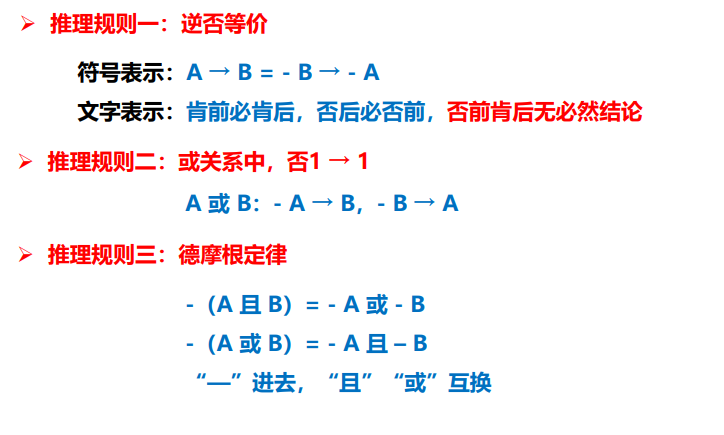 ➢ 推理规则一：逆否等价
符号表示：A → B = - B → - A
文字表示：肯前必肯后，否后必否前，否前肯后无必然结论
➢ 推理规则二：或关系中，否1 → 1
A 或 B：- A → B，- B → A
➢ 推理规则三：德摩根定律
-（A 且 B）= - A 或 - B
-（A 或 B）= - A 且 – B
“—”进去，“且”“或”互换